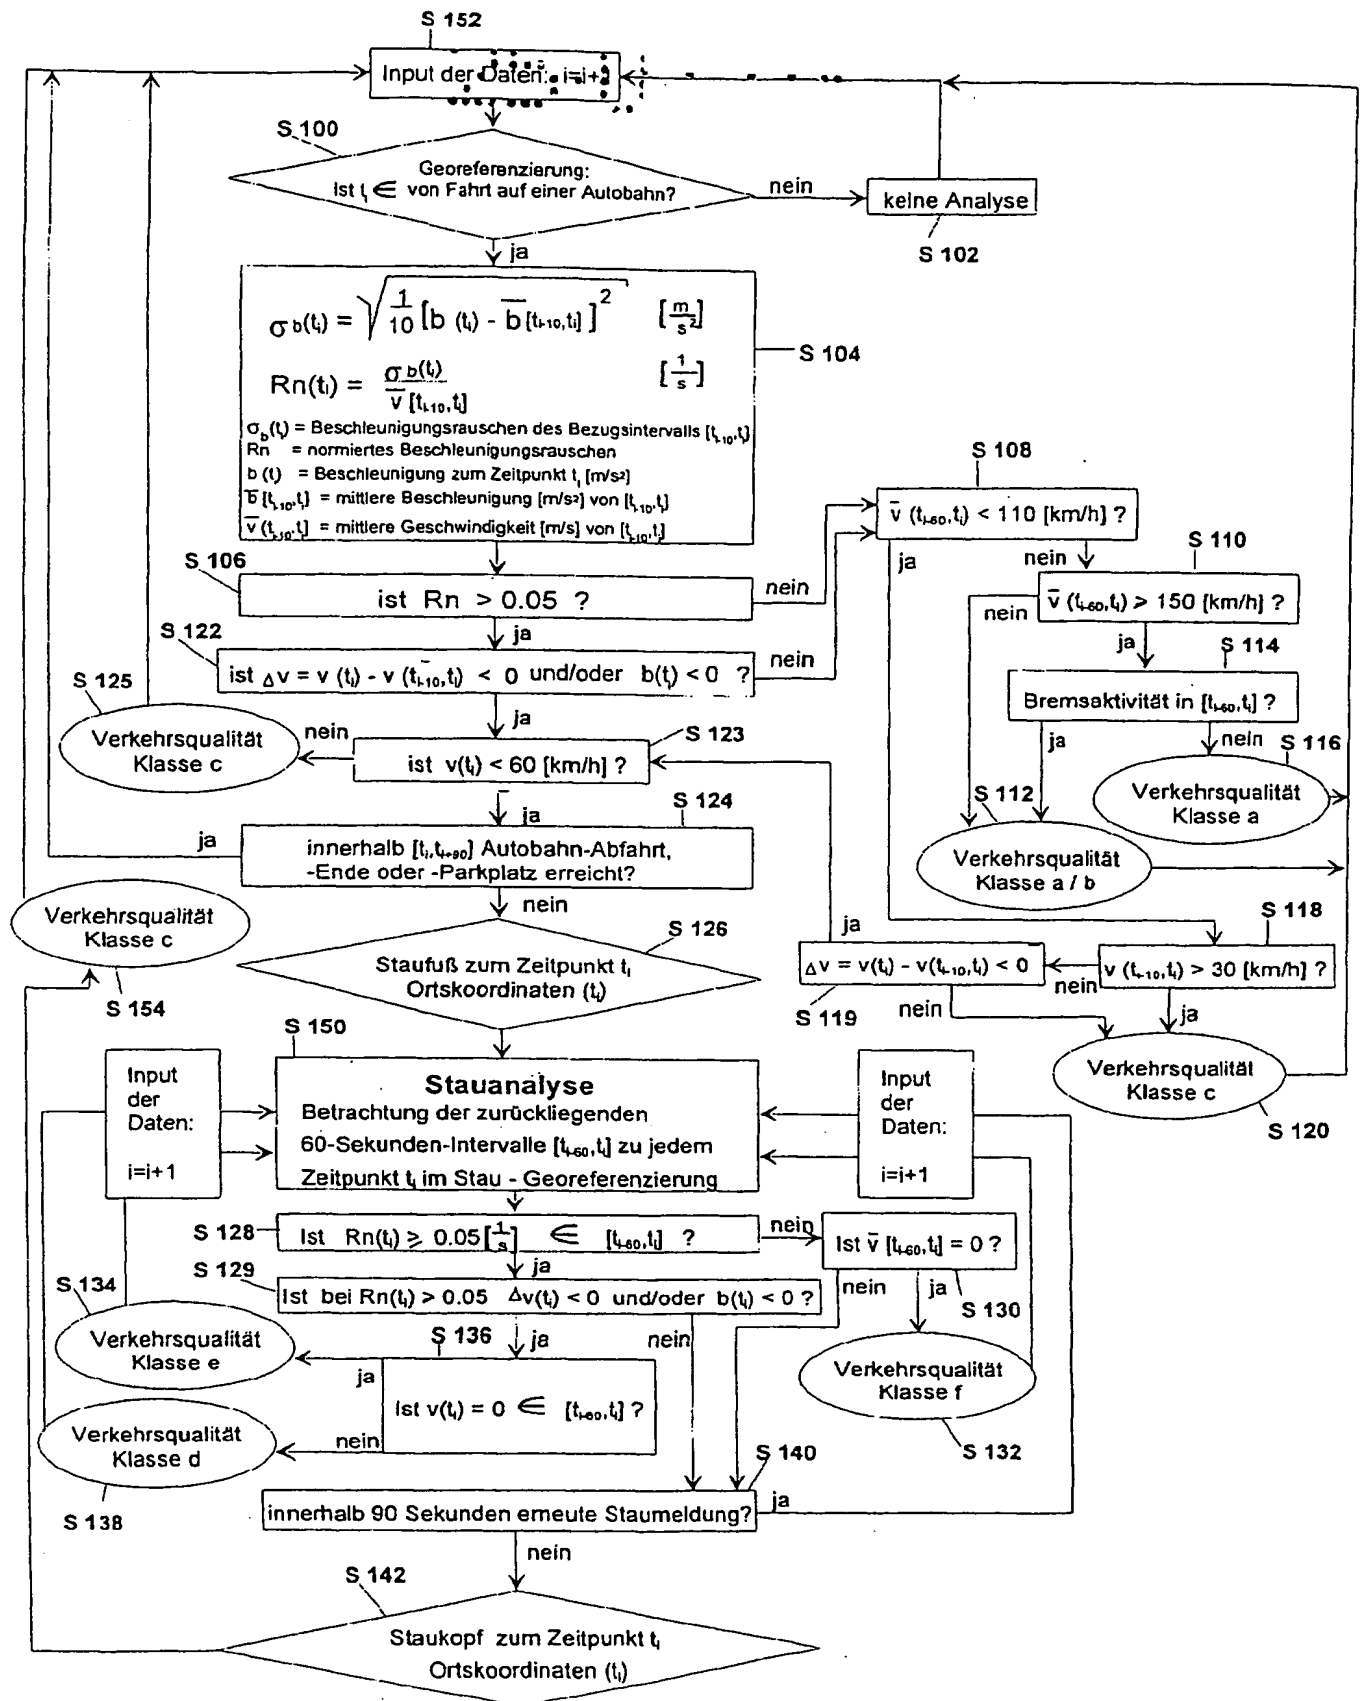 S 152
Input der Daten: i=i+1
S 100
Georeferenzierung:
Ist tᵢ ∈ von Fahrt auf einer Autobahn?
nein
keine Analyse
S 102
ja
σ b(tᵢ) = √ 1/10 [b (tᵢ) - b̅ [tᵢ₋₁₀,tᵢ] ]² [m/s²]
Rn(tᵢ) = σ b(tᵢ) / v̅ [tᵢ₋₁₀,tᵢ] [1/s]
S 104
σ_b(tᵢ) = Beschleunigungsrauschen des Bezugsintervalls [tᵢ₋₁₀,tᵢ]
Rn = normiertes Beschleunigungsrauschen
b (tᵢ) = Beschleunigung zum Zeitpunkt tᵢ [m/s²]
b̅ [tᵢ₋₁₀,tᵢ] = mittlere Beschleunigung [m/s²] von [tᵢ₋₁₀,tᵢ]
v̅ (tᵢ₋₁₀,tᵢ] = mittlere Geschwindigkeit [m/s] von [tᵢ₋₁₀,tᵢ]
S 108
v̅ (tᵢ₋₆₀,tᵢ) < 110 [km/h] ?
ja
nein
S 106
ist Rn > 0.05 ?
nein
ja
S 110
v̅ (tᵢ₋₆₀,tᵢ) > 150 [km/h] ?
nein
ja
S 122
ist Δv = v (tᵢ) - v̅ (tᵢ₋₁₀,tᵢ) < 0 und/oder b(tᵢ) < 0 ?
nein
ja
S 114
Bremsaktivität in [tᵢ₋₆₀,tᵢ] ?
ja
nein
S 125
Verkehrsqualität
Klasse c
nein
S 123
ist v(tᵢ) < 60 [km/h] ?
ja
S 116
Verkehrsqualität
Klasse a
S 112
Verkehrsqualität
Klasse a / b
S 124
ja
innerhalb [tᵢ,tᵢ₊₉₀] Autobahn-Abfahrt,
-Ende oder -Parkplatz erreicht?
nein
Verkehrsqualität
Klasse c
S 154
S 126
Staufuß zum Zeitpunkt tᵢ
Ortskoordinaten (tᵢ)
ja
Δv = v(tᵢ) - v(tᵢ₋₁₀,tᵢ) < 0
S 119
nein
nein
S 118
v (tᵢ₋₁₀,tᵢ) > 30 [km/h] ?
ja
Verkehrsqualität
Klasse c
S 120
S 150
Input
der
Daten:
i=i+1
Stauanalyse
Betrachtung der zurückliegenden
60-Sekunden-Intervalle [tᵢ₋₆₀,tᵢ] zu jedem
Zeitpunkt tᵢ im Stau - Georeferenzierung
Input
der
Daten:
i=i+1
S 128
Ist Rn(tᵢ) ⩾ 0.05[1/s] ∈ [tᵢ₋₆₀,tᵢ] ?
nein
ja
Ist v̅ [tᵢ₋₆₀,tᵢ] = 0 ?
nein
ja
S 130
S 129
Ist bei Rn(tᵢ) > 0.05 Δv(tᵢ) < 0 und/oder b(tᵢ) < 0 ?
ja
nein
S 134
Verkehrsqualität
Klasse e
S 136
ja
Ist v(tᵢ) = 0 ∈ [tᵢ₋₆₀,tᵢ] ?
nein
Verkehrsqualität
Klasse f
S 132
Verkehrsqualität
Klasse d
S 138
S 140
innerhalb 90 Sekunden erneute Staumeldung?
ja
nein
S 142
Staukopf zum Zeitpunkt tᵢ
Ortskoordinaten (tᵢ)